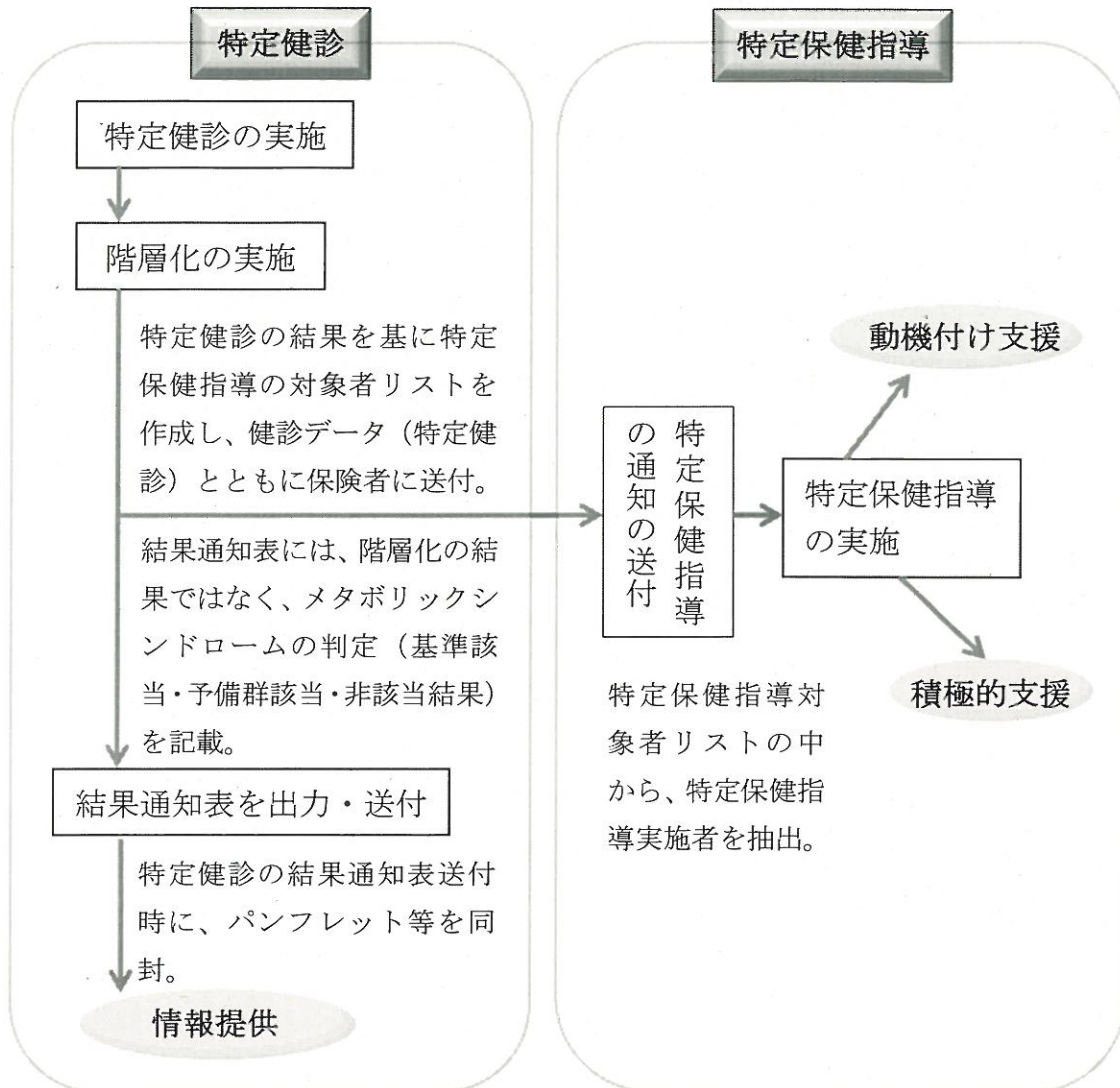 特定健診
特定健診の実施
階層化の実施
特定健診の結果を基に特定
保健指導の対象者リストを
作成し、健診データ（特定健
診）とともに保険者に送付。
結果通知表には、階層化の結
果ではなく、メタボリックシ
ンドロームの判定（基準該
当・予備群該当・非該当結果）
を記載。
結果通知表を出力・送付
特定健診の結果通知表送付
時に、パンフレット等を同
封。
情報提供
特定保健指導
特定保健指導
の通知の送付
特定保健指導対
象者リストの中
から、特定保健指
導実施者を抽出。
特定保健指導
の実施
動機付け支援
積極的支援